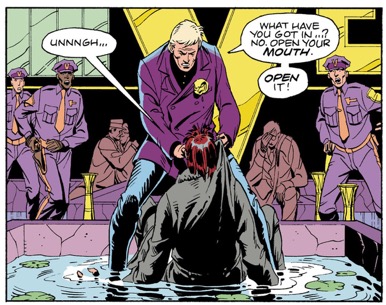 UNNNGH...
WHAT HAVE
YOU GOT IN...?
NO. OPEN YOUR
MOUTH.
OPEN
IT!